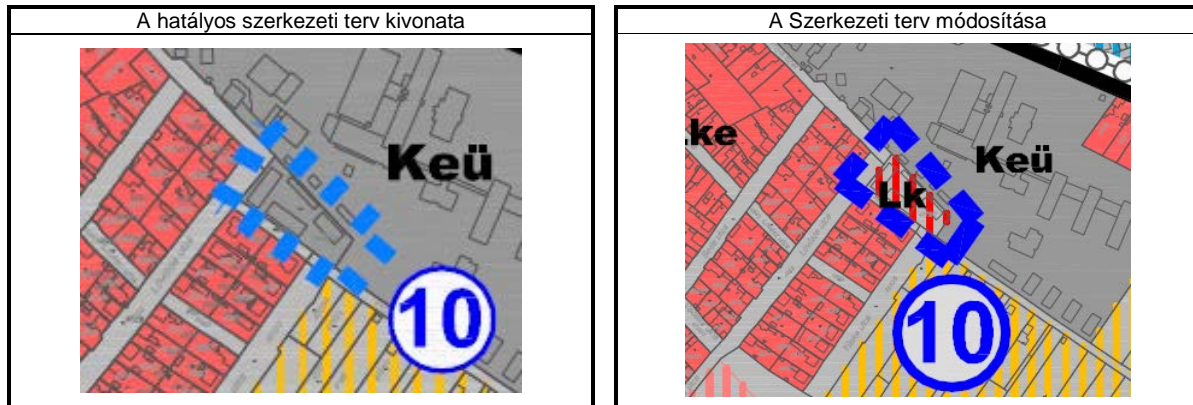 A hatályos szerkezeti terv kivonata
Keü
10
A Szerkezeti terv módosítása
ke
Keü
Lk
10